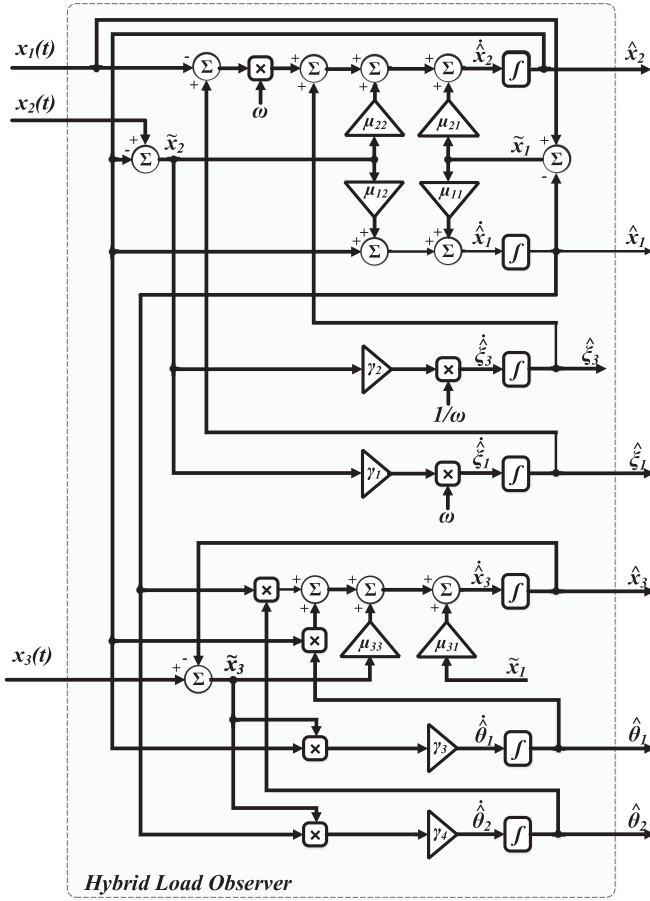 x₁(t)
x₂(t)
x₃(t)
- Σ × + Σ + Σ + Σ ẋ̂₂ ∫ x̂₂
+ ω + + +
μ₂₂ μ₂₁
+ - Σ x̃₂ x̃₁ + Σ -
μ₁₂ μ₁₁
+ +
+ Σ + Σ ẋ̂₁ ∫ x̂₁
γ₂ × ξ̂̇₃ ∫ ξ̂₃
1/ω
γ₁ × ξ̂̇₁ ∫ ξ̂₁
ω
× + Σ + Σ + Σ ẋ̂₃ ∫ x̂₃
+ + +
× μ₃₃ μ₃₁
+ - Σ x̃₃ x̃₁
× γ₃ θ̂̇₁ ∫ θ̂₁
× γ₄ θ̂̇₂ ∫ θ̂₂
Hybrid Load Observer